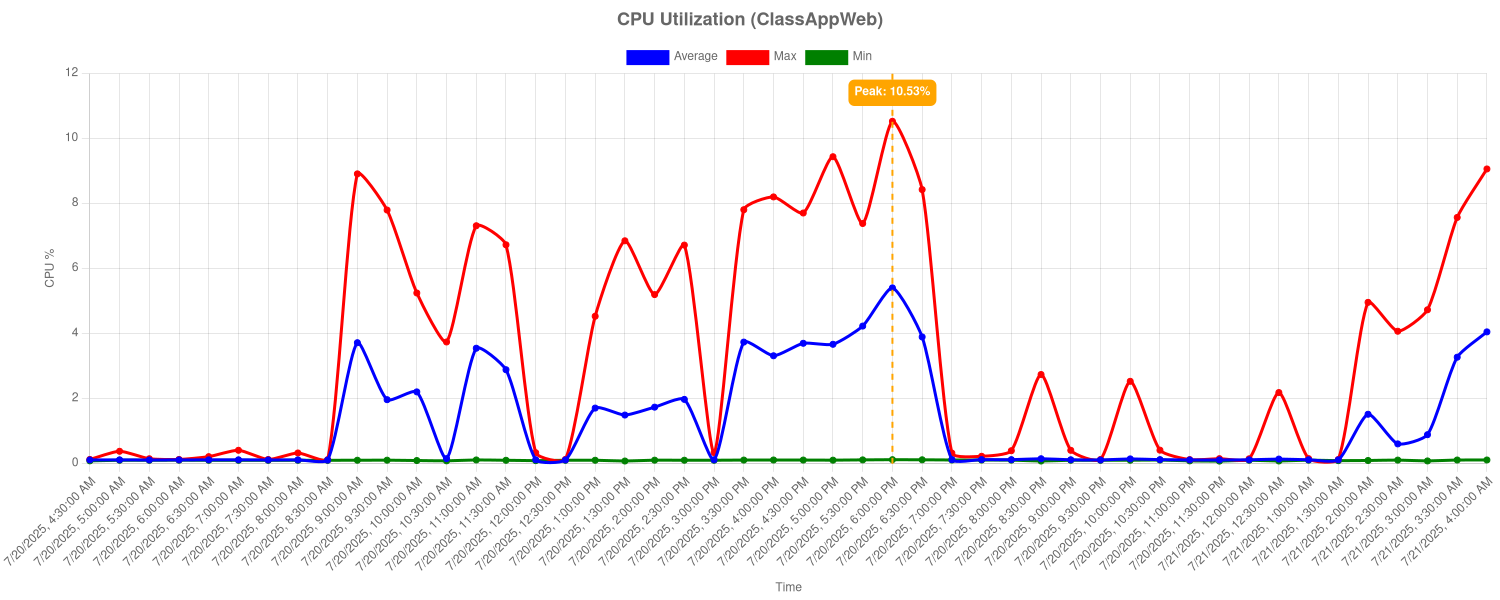 CPU Utilization (ClassAppWeb)
Average Max Min
Peak: 10.53%
12
10
8
6
4
2
0
CPU %
7/20/2025, 4:30:00 AM
7/20/2025, 5:00:00 AM
7/20/2025, 5:30:00 AM
7/20/2025, 6:00:00 AM
7/20/2025, 6:30:00 AM
7/20/2025, 7:00:00 AM
7/20/2025, 7:30:00 AM
7/20/2025, 8:00:00 AM
7/20/2025, 8:30:00 AM
7/20/2025, 9:00:00 AM
7/20/2025, 9:30:00 AM
7/20/2025, 10:00:00 AM
7/20/2025, 10:30:00 AM
7/20/2025, 11:00:00 AM
7/20/2025, 11:30:00 AM
7/20/2025, 12:00:00 PM
7/20/2025, 12:30:00 PM
7/20/2025, 1:00:00 PM
7/20/2025, 1:30:00 PM
7/20/2025, 2:00:00 PM
7/20/2025, 2:30:00 PM
7/20/2025, 3:00:00 PM
7/20/2025, 3:30:00 PM
7/20/2025, 4:00:00 PM
7/20/2025, 4:30:00 PM
7/20/2025, 5:00:00 PM
7/20/2025, 5:30:00 PM
7/20/2025, 6:00:00 PM
7/20/2025, 6:30:00 PM
7/20/2025, 7:00:00 PM
7/20/2025, 7:30:00 PM
7/20/2025, 8:00:00 PM
7/20/2025, 8:30:00 PM
7/20/2025, 9:00:00 PM
7/20/2025, 9:30:00 PM
7/20/2025, 10:00:00 PM
7/20/2025, 10:30:00 PM
7/20/2025, 11:00:00 PM
7/20/2025, 11:30:00 PM
7/21/2025, 12:00:00 AM
7/21/2025, 12:30:00 AM
7/21/2025, 1:00:00 AM
7/21/2025, 1:30:00 AM
7/21/2025, 2:00:00 AM
7/21/2025, 2:30:00 AM
7/21/2025, 3:00:00 AM
7/21/2025, 3:30:00 AM
7/21/2025, 4:00:00 AM
Time